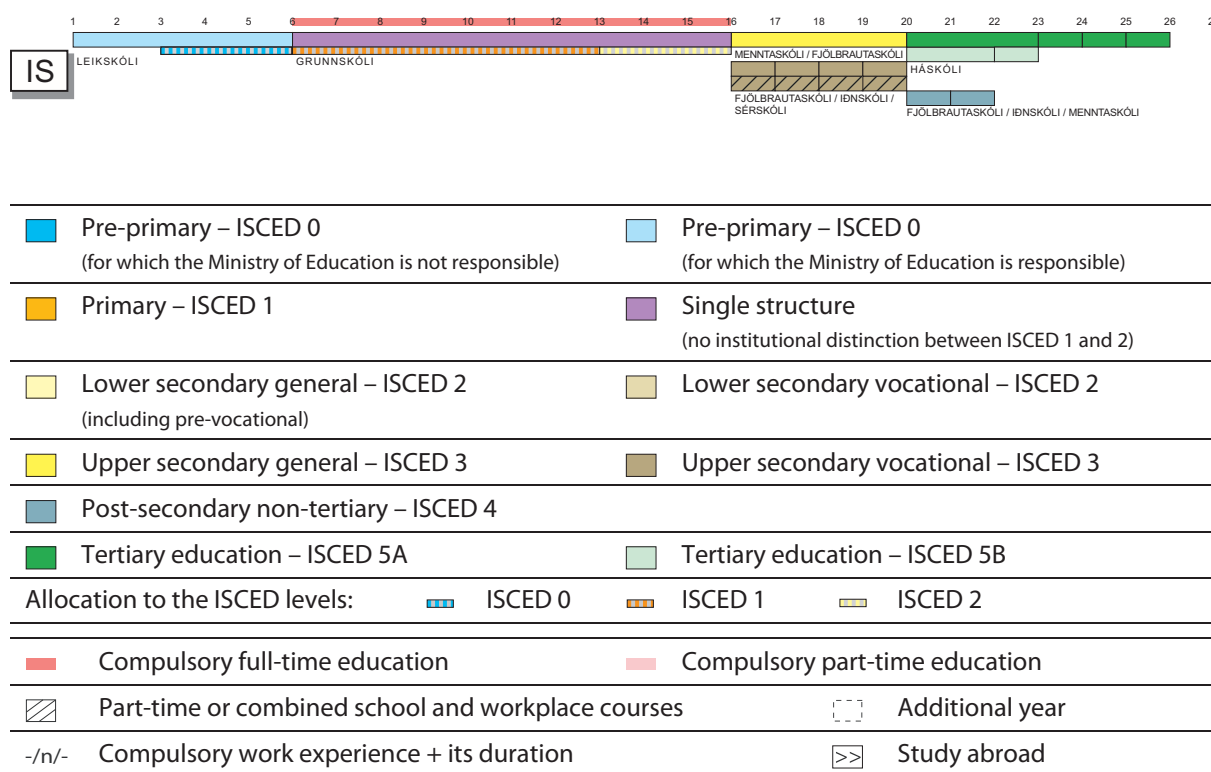 1 2 3 4 5 6 7 8 9 10 11 12 13 14 15 16 17 18 19 20 21 22 23 24 25 26 2
IS
LEIKSKÓLI
GRUNNSKÓLI
MENNTASKÓLI / FJÖLBRAUTASKÓLI
HÁSKÓLI
FJÖLBRAUTASKÓLI / IÐNSKÓLI /
SÉRSKÓLI
FJÖLBRAUTASKÓLI / IÐNSKÓLI / MENNTASKÓLI
Pre-primary – ISCED 0 Pre-primary – ISCED 0
(for which the Ministry of Education is not responsible) (for which the Ministry of Education is responsible)
Primary – ISCED 1 Single structure
(no institutional distinction between ISCED 1 and 2)
Lower secondary general – ISCED 2 Lower secondary vocational – ISCED 2
(including pre-vocational)
Upper secondary general – ISCED 3 Upper secondary vocational – ISCED 3
Post-secondary non-tertiary – ISCED 4
Tertiary education – ISCED 5A Tertiary education – ISCED 5B
Allocation to the ISCED levels: ISCED 0 ISCED 1 ISCED 2
Compulsory full-time education Compulsory part-time education
Part-time or combined school and workplace courses Additional year
-/n/- Compulsory work experience + its duration >> Study abroad